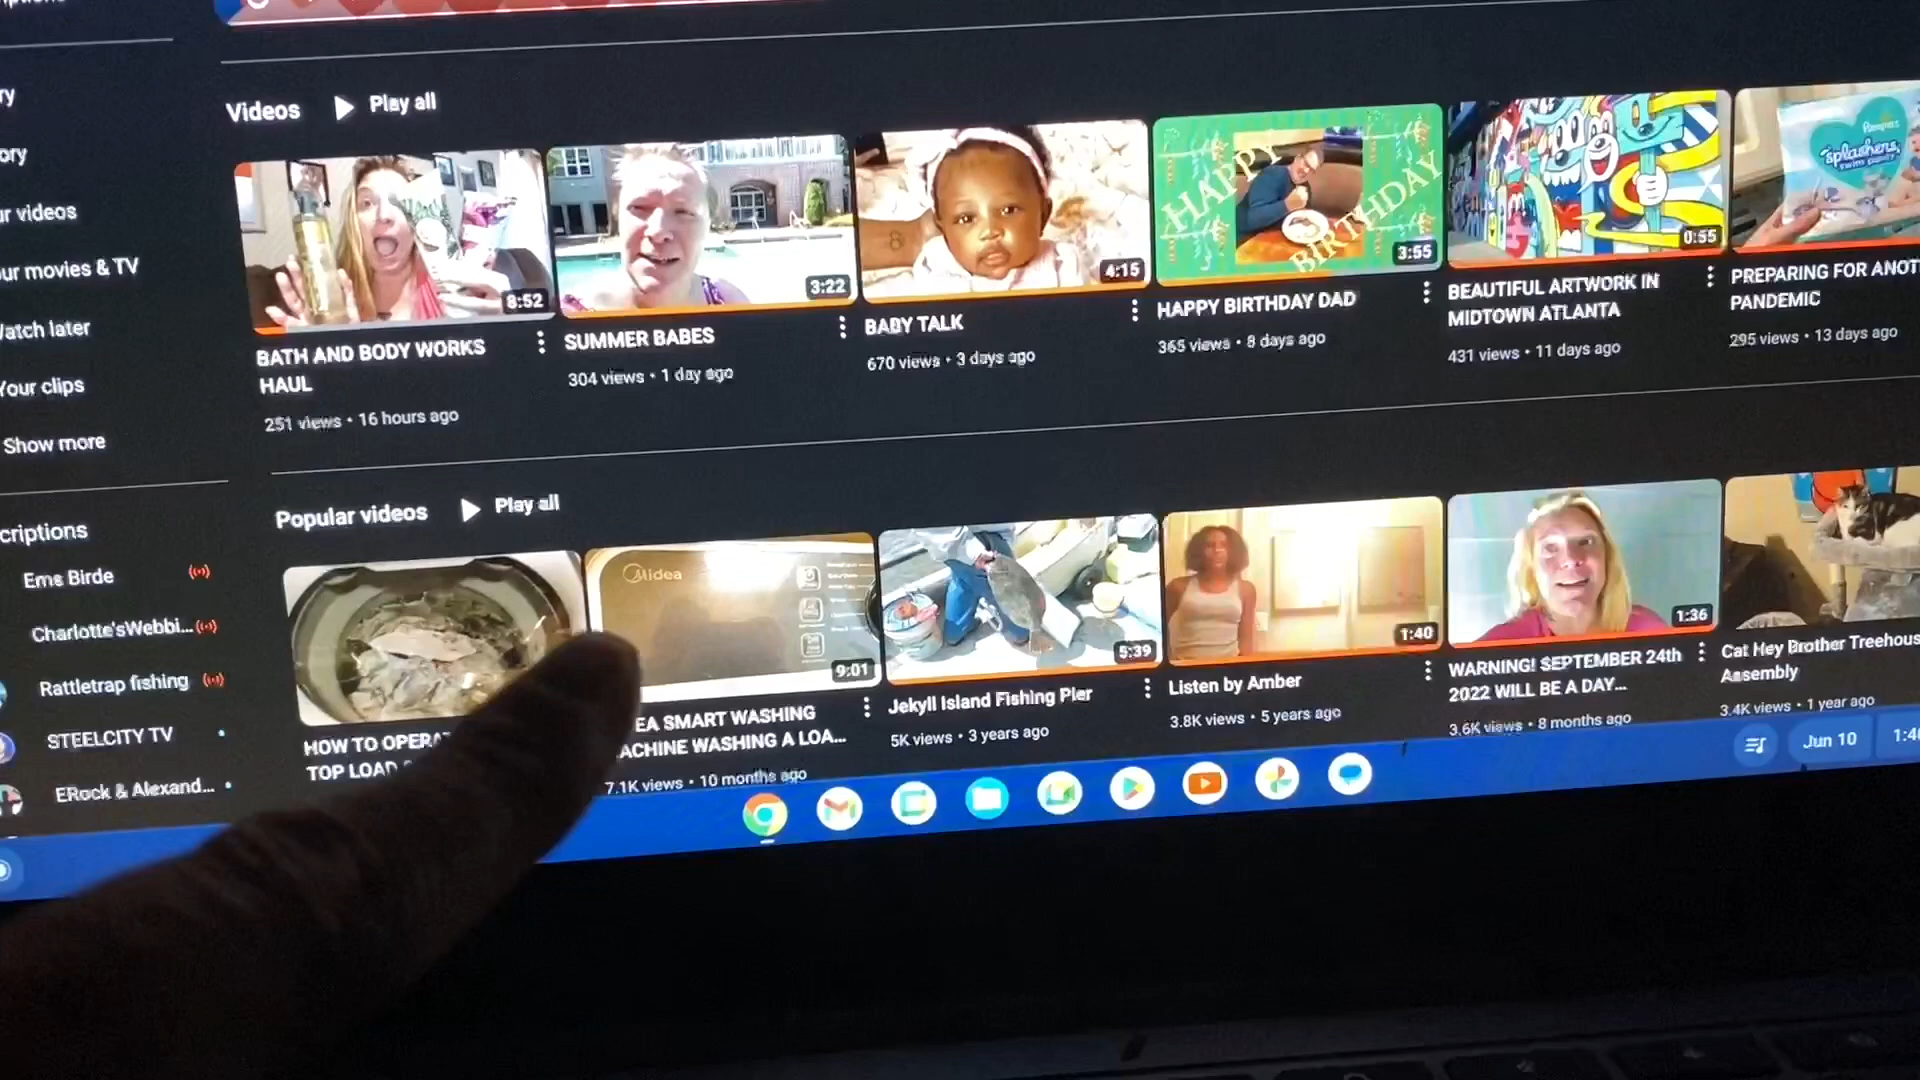 Videos
Play all
your videos
movies & TV
Watch later
Your clips
Show more
8:52
BATH AND BODY WORKS
HAUL
251 views • 16 hours ago
3:22
SUMMER BABES
304 views • 1 day ago
8
4:15
BABY TALK
670 views • 3 days ago
HAPPY
BIRTHDAY
3:55
HAPPY BIRTHDAY DAD
365 views • 8 days ago
0:55
BEAUTIFUL ARTWORK IN
MIDTOWN ATLANTA
431 views • 11 days ago
Pampers
splashers
swim pants
PREPARING FOR ANOT
PANDEMIC
295 views • 13 days ago
criptions
Ems Birde
Charlotte'sWebbi...
Rattletrap fishing
STEELCITY TV
ERock & Alexand...
Popular videos
Play all
HOW TO OPERAT
TOP LOAD
Midea
9:01
EA SMART WASHING
ACHINE WASHING A LOA...
7.1K views • 10 months ago
5:39
Jekyll Island Fishing Pier
5K views • 3 years ago
1:40
Listen by Amber
3.8K views • 5 years ago
1:36
WARNING! SEPTEMBER 24th
2022 WILL BE A DAY...
3.6K views • 8 months ago
Cat Hey Brother Treehous
Assembly
3.4K views • 1 year ago
Jun 10